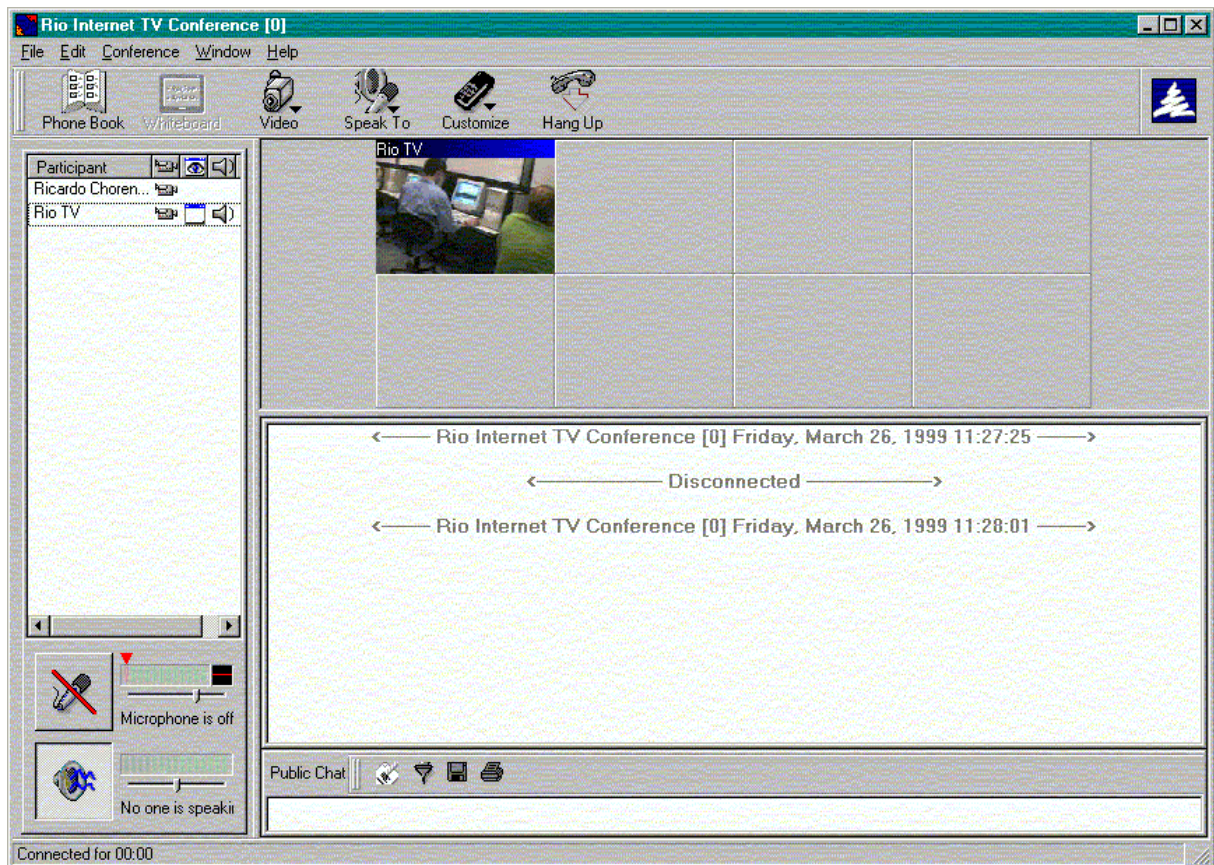 Rio Internet TV Conference [0]
File Edit Conference Window Help
Phone Book Whiteboard Video Speak To Customize Hang Up
Participant
Ricardo Choren...
Rio TV
Rio TV
<—— Rio Internet TV Conference [0] Friday, March 26, 1999 11:27:25 ——>
<———— Disconnected ————>
<—— Rio Internet TV Conference [0] Friday, March 26, 1999 11:28:01 ——>
Microphone is off
No one is speakii
Public Chat
Connected for 00:00